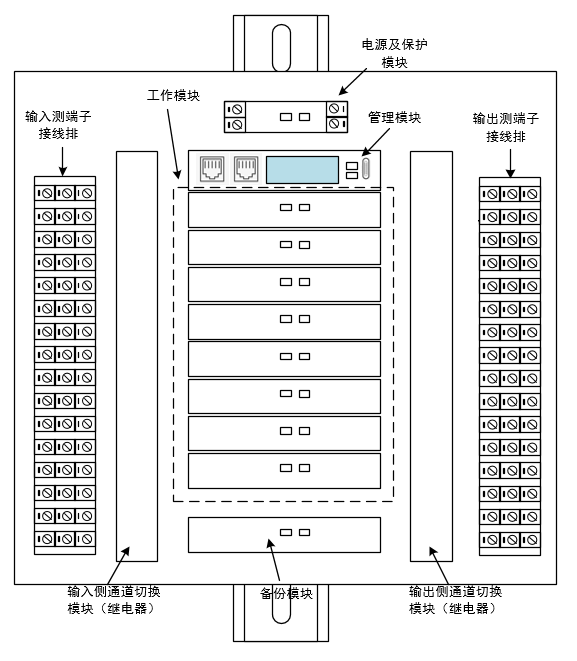 电源及保护
模块
工作模块
管理模块
输入测端子
接线排
输出测端子
接线排
输入侧通道切换
模块（继电器）
备份模块
输出侧通道切换
模块（继电器）